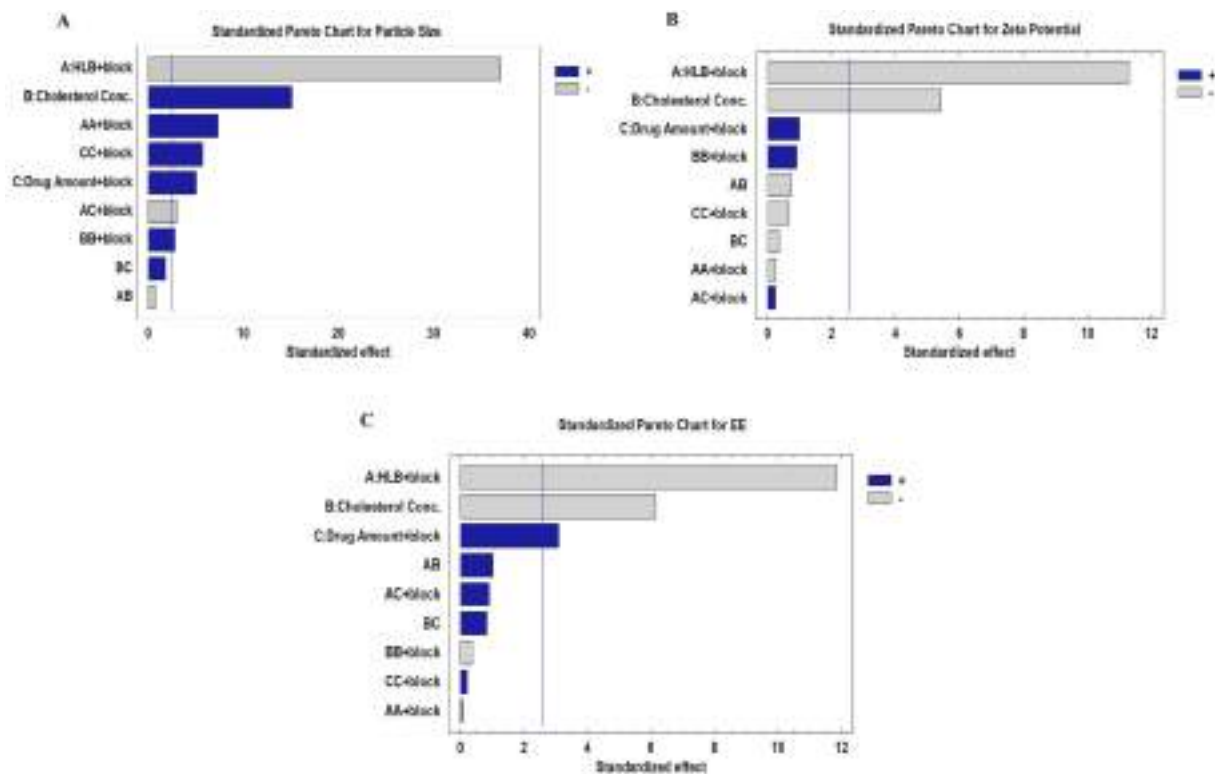 A
Standardized Pareto Chart for Particle Size
A:HLB+block
B:Cholesterol Conc.
AA+block
CC+block
C:Drug Amount+block
AC+block
BB+block
BC
AB
+
-
0 10 20 30 40
Standardized effect
B
Standardized Pareto Chart for Zeta Potential
A:HLB+block
B:Cholesterol Conc.
C:Drug Amount+block
BB+block
AB
CC+block
BC
AA+block
AC+block
+
-
0 2 4 6 8 10 12
Standardized effect
C
Standardized Pareto Chart for EE
A:HLB+block
B:Cholesterol Conc.
C:Drug Amount+block
AB
AC+block
BC
BB+block
CC+block
AA+block
+
-
0 2 4 6 8 10 12
Standardized effect